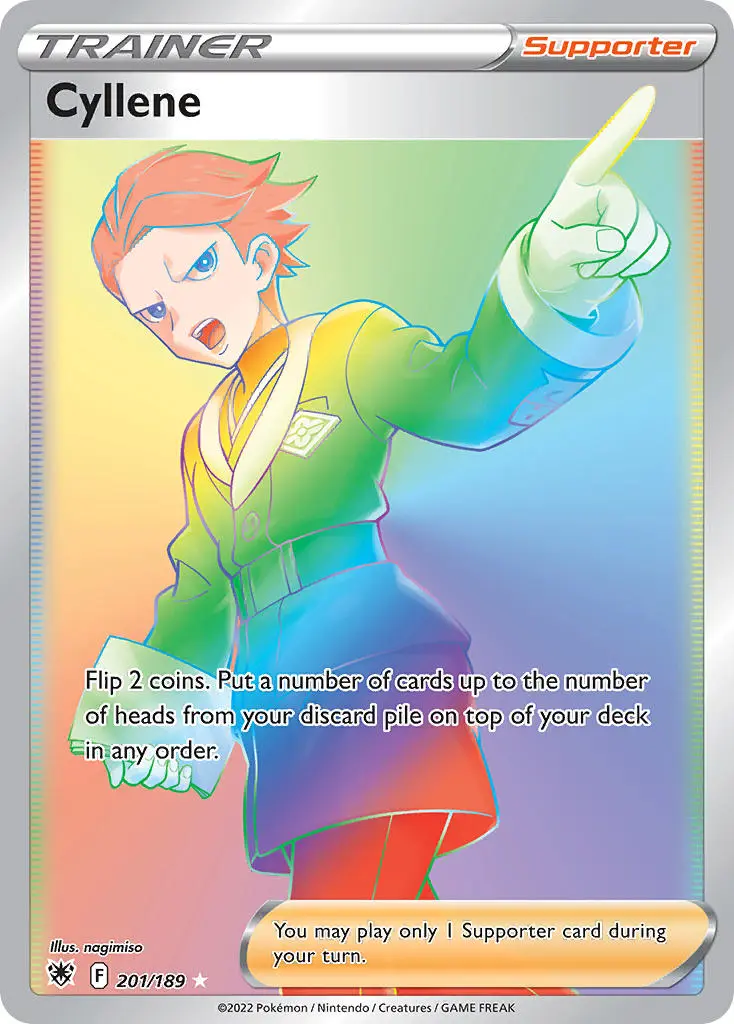 TRAINER
Supporter
Cyllene
Flip 2 coins. Put a number of cards up to the number
of heads from your discard pile on top of your deck
in any order.
You may play only 1 Supporter card during
your turn.
Illus. nagimiso
F 201/189
©2022 Pokémon / Nintendo / Creatures / GAME FREAK